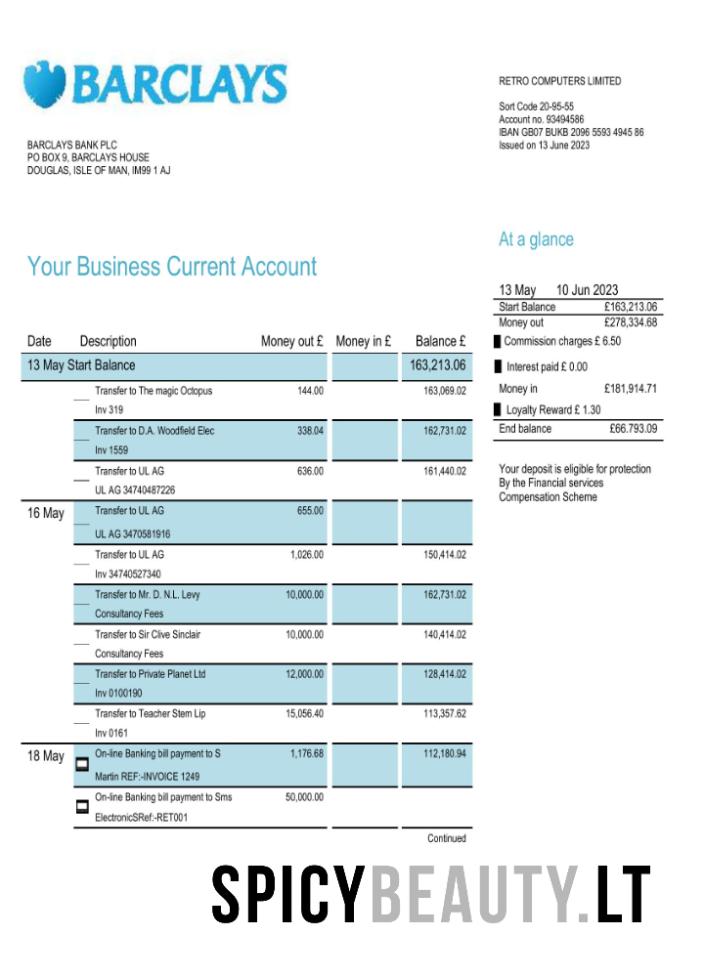 BARCLAYS
RETRO COMPUTERS LIMITED
Sort Code 20-95-55
Account no. 93494586
IBAN GB07 BUKB 2096 5593 4945 86
Issued on 13 June 2023
BARCLAYS BANK PLC
PO BOX 9, BARCLAYS HOUSE
DOUGLAS, ISLE OF MAN, IM99 1 AJ
Your Business Current Account
At a glance
13 May 10 Jun 2023
Start Balance £163,213.06
Money out £278,334.68
Commission charges £ 6.50
Interest paid £ 0.00
Money in £181,914.71
Loyalty Reward £ 1.30
End balance £66.793.09
Your deposit is eligible for protection
By the Financial services
Compensation Scheme
Date Description Money out £ Money in £ Balance £
13 May Start Balance 163,213.06
Transfer to The magic Octopus 144.00 163,069.02
Inv 319
Transfer to D.A. Woodfield Elec 338.04 162,731.02
Inv 1559
Transfer to UL AG 636.00 161,440.02
UL AG 34740487226
16 May Transfer to UL AG 655.00
UL AG 3470581916
Transfer to UL AG 1,026.00 150,414.02
Inv 34740527340
Transfer to Mr. D. N.L. Levy 10,000.00 162,731.02
Consultancy Fees
Transfer to Sir Clive Sinclair 10,000.00 140,414.02
Consultancy Fees
Transfer to Private Planet Ltd 12,000.00 128,414.02
Inv 0100190
Transfer to Teacher Stem Lip 15,056.40 113,357.62
Inv 0161
18 May On-line Banking bill payment to S 1,176.68 112,180.94
Martin REF:-INVOICE 1249
On-line Banking bill payment to Sms 50,000.00
ElectronicSRef:-RET001
Continued
SPICYBEAUTY.LT